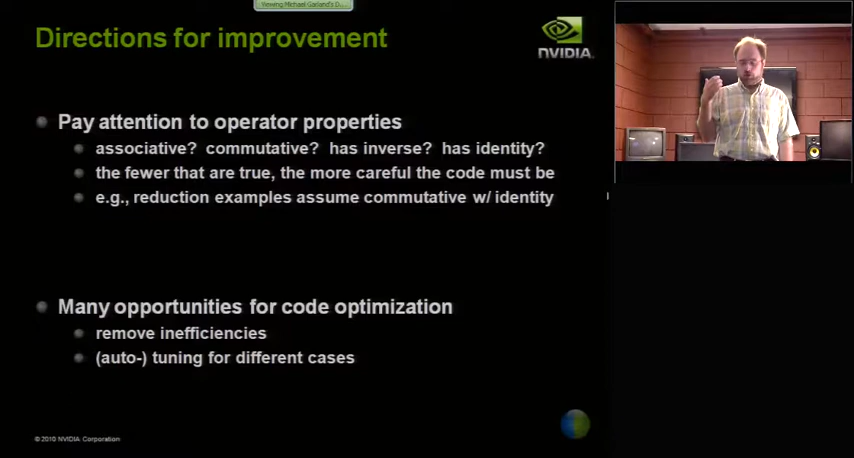 Viewing Michael Garland's D...
Directions for improvement
NVIDIA.
Pay attention to operator properties
associative? commutative? has inverse? has identity?
the fewer that are true, the more careful the code must be
e.g., reduction examples assume commutative w/ identity
Many opportunities for code optimization
remove inefficiencies
(auto-) tuning for different cases
© 2010 NVIDIA Corporation